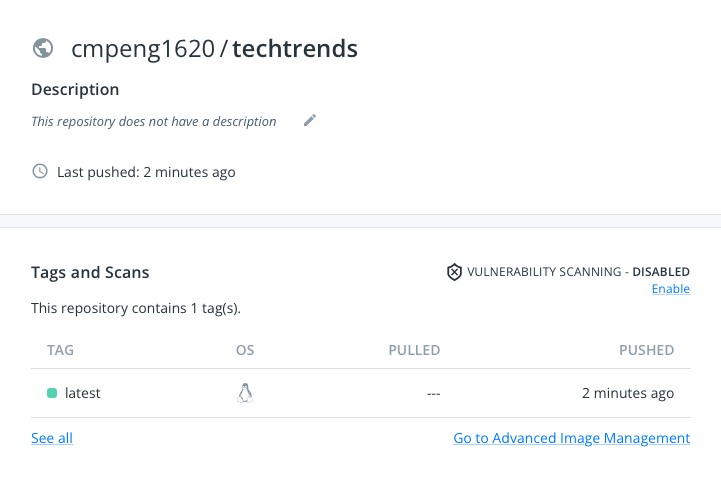 cmpeng1620 / techtrends
Description
This repository does not have a description
Last pushed: 2 minutes ago
Tags and Scans
VULNERABILITY SCANNING - DISABLED
Enable
This repository contains 1 tag(s).
TAG OS PULLED PUSHED
latest --- 2 minutes ago
See all Go to Advanced Image Management